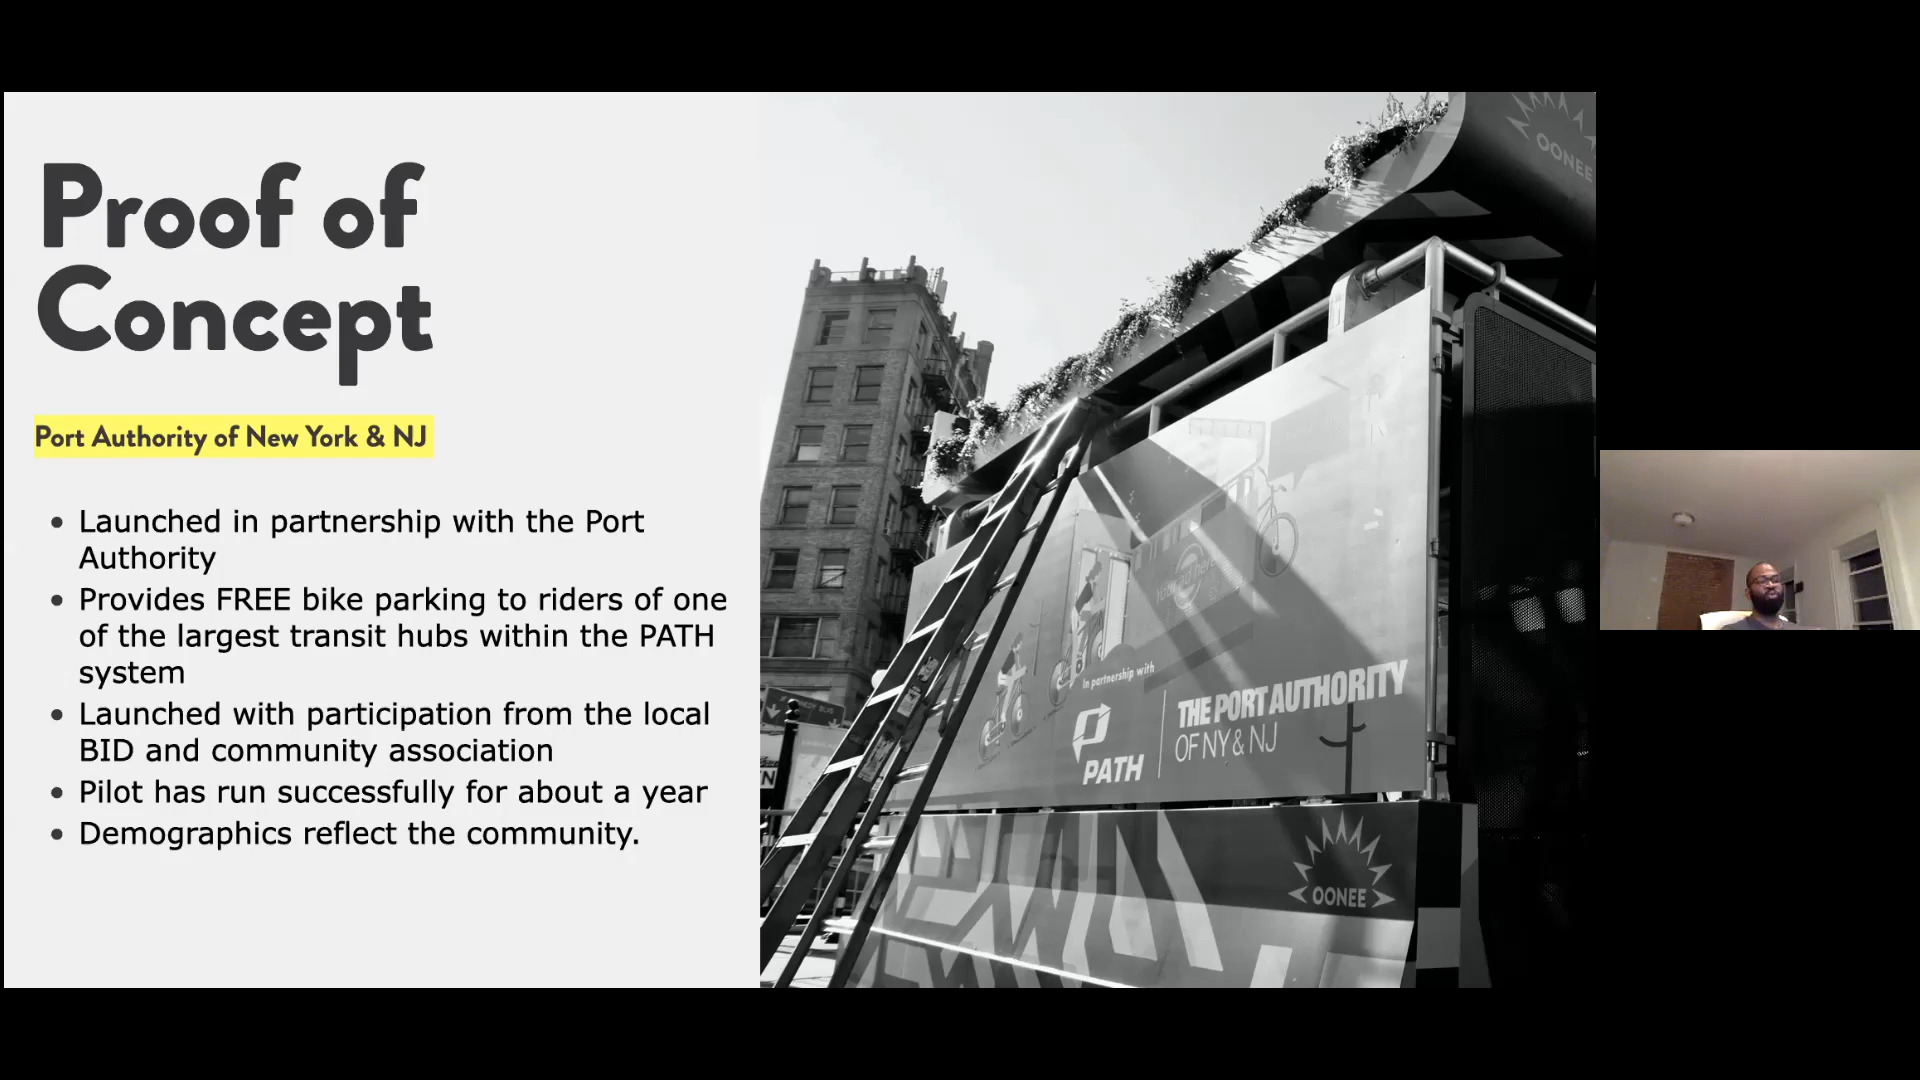 Proof of
Concept
Port Authority of New York & NJ
• Launched in partnership with the Port
Authority
• Provides FREE bike parking to riders of one
of the largest transit hubs within the PATH
system
• Launched with participation from the local
BID and community association
• Pilot has run successfully for about a year
• Demographics reflect the community.
OONEE
In partnership with
PATH
THE PORT AUTHORITY
OF NY & NJ
OONEE